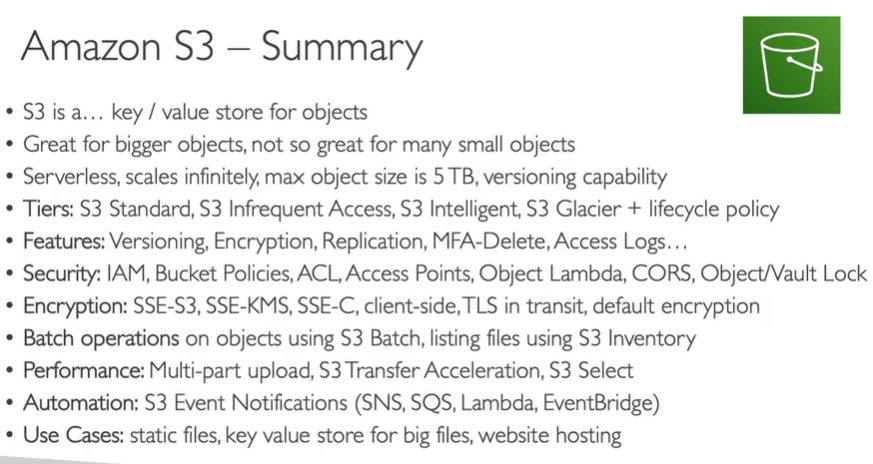 Amazon S3 – Summary
• S3 is a… key / value store for objects
• Great for bigger objects, not so great for many small objects
• Serverless, scales infinitely, max object size is 5 TB, versioning capability
• Tiers: S3 Standard, S3 Infrequent Access, S3 Intelligent, S3 Glacier + lifecycle policy
• Features: Versioning, Encryption, Replication, MFA-Delete, Access Logs…
• Security: IAM, Bucket Policies, ACL, Access Points, Object Lambda, CORS, Object/Vault Lock
• Encryption: SSE-S3, SSE-KMS, SSE-C, client-side, TLS in transit, default encryption
• Batch operations on objects using S3 Batch, listing files using S3 Inventory
• Performance: Multi-part upload, S3 Transfer Acceleration, S3 Select
• Automation: S3 Event Notifications (SNS, SQS, Lambda, EventBridge)
• Use Cases: static files, key value store for big files, website hosting